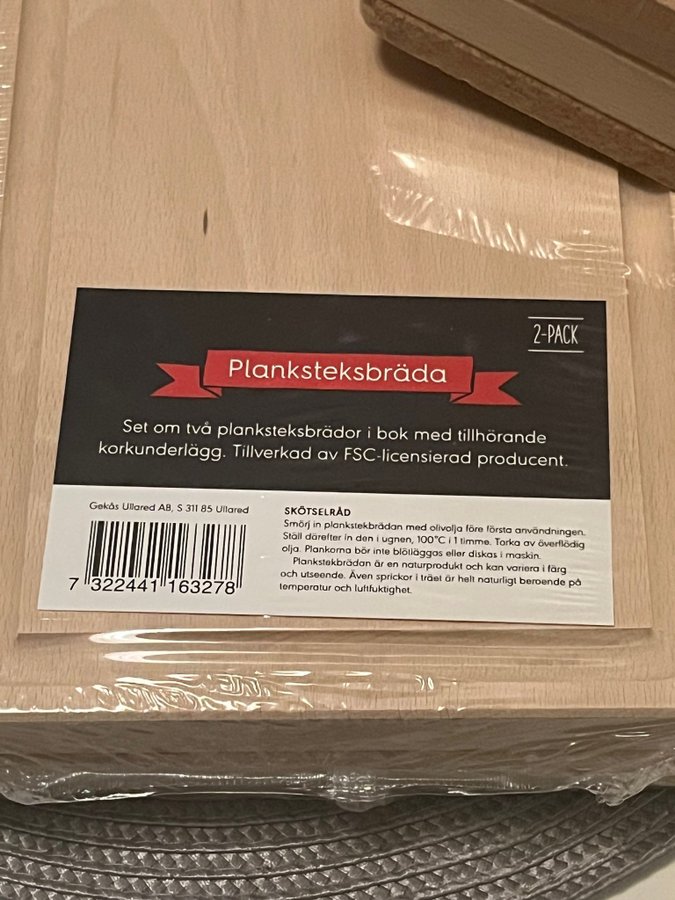 2-PACK
Planksteksbräda
Set om två planksteksbrädor i bok med tillhörande
korkunderlägg. Tillverkad av FSC-licensierad producent.
Gekås Ullared AB, S 311 85 Ullared
7 322441 163278
SKÖTSELRÅD
Smörj in plankstekbrädan med olivolja före första användningen.
Ställ därefter in den i ugnen, 100°C i 1 timme. Torka av överflödig
olja. Plankorna bör inte blötläggas eller diskas i maskin.
Plankstekbrädan är en naturprodukt och kan variera i färg
och utseende. Även sprickor i träet är helt naturligt beroende på
temperatur och luftfuktighet.